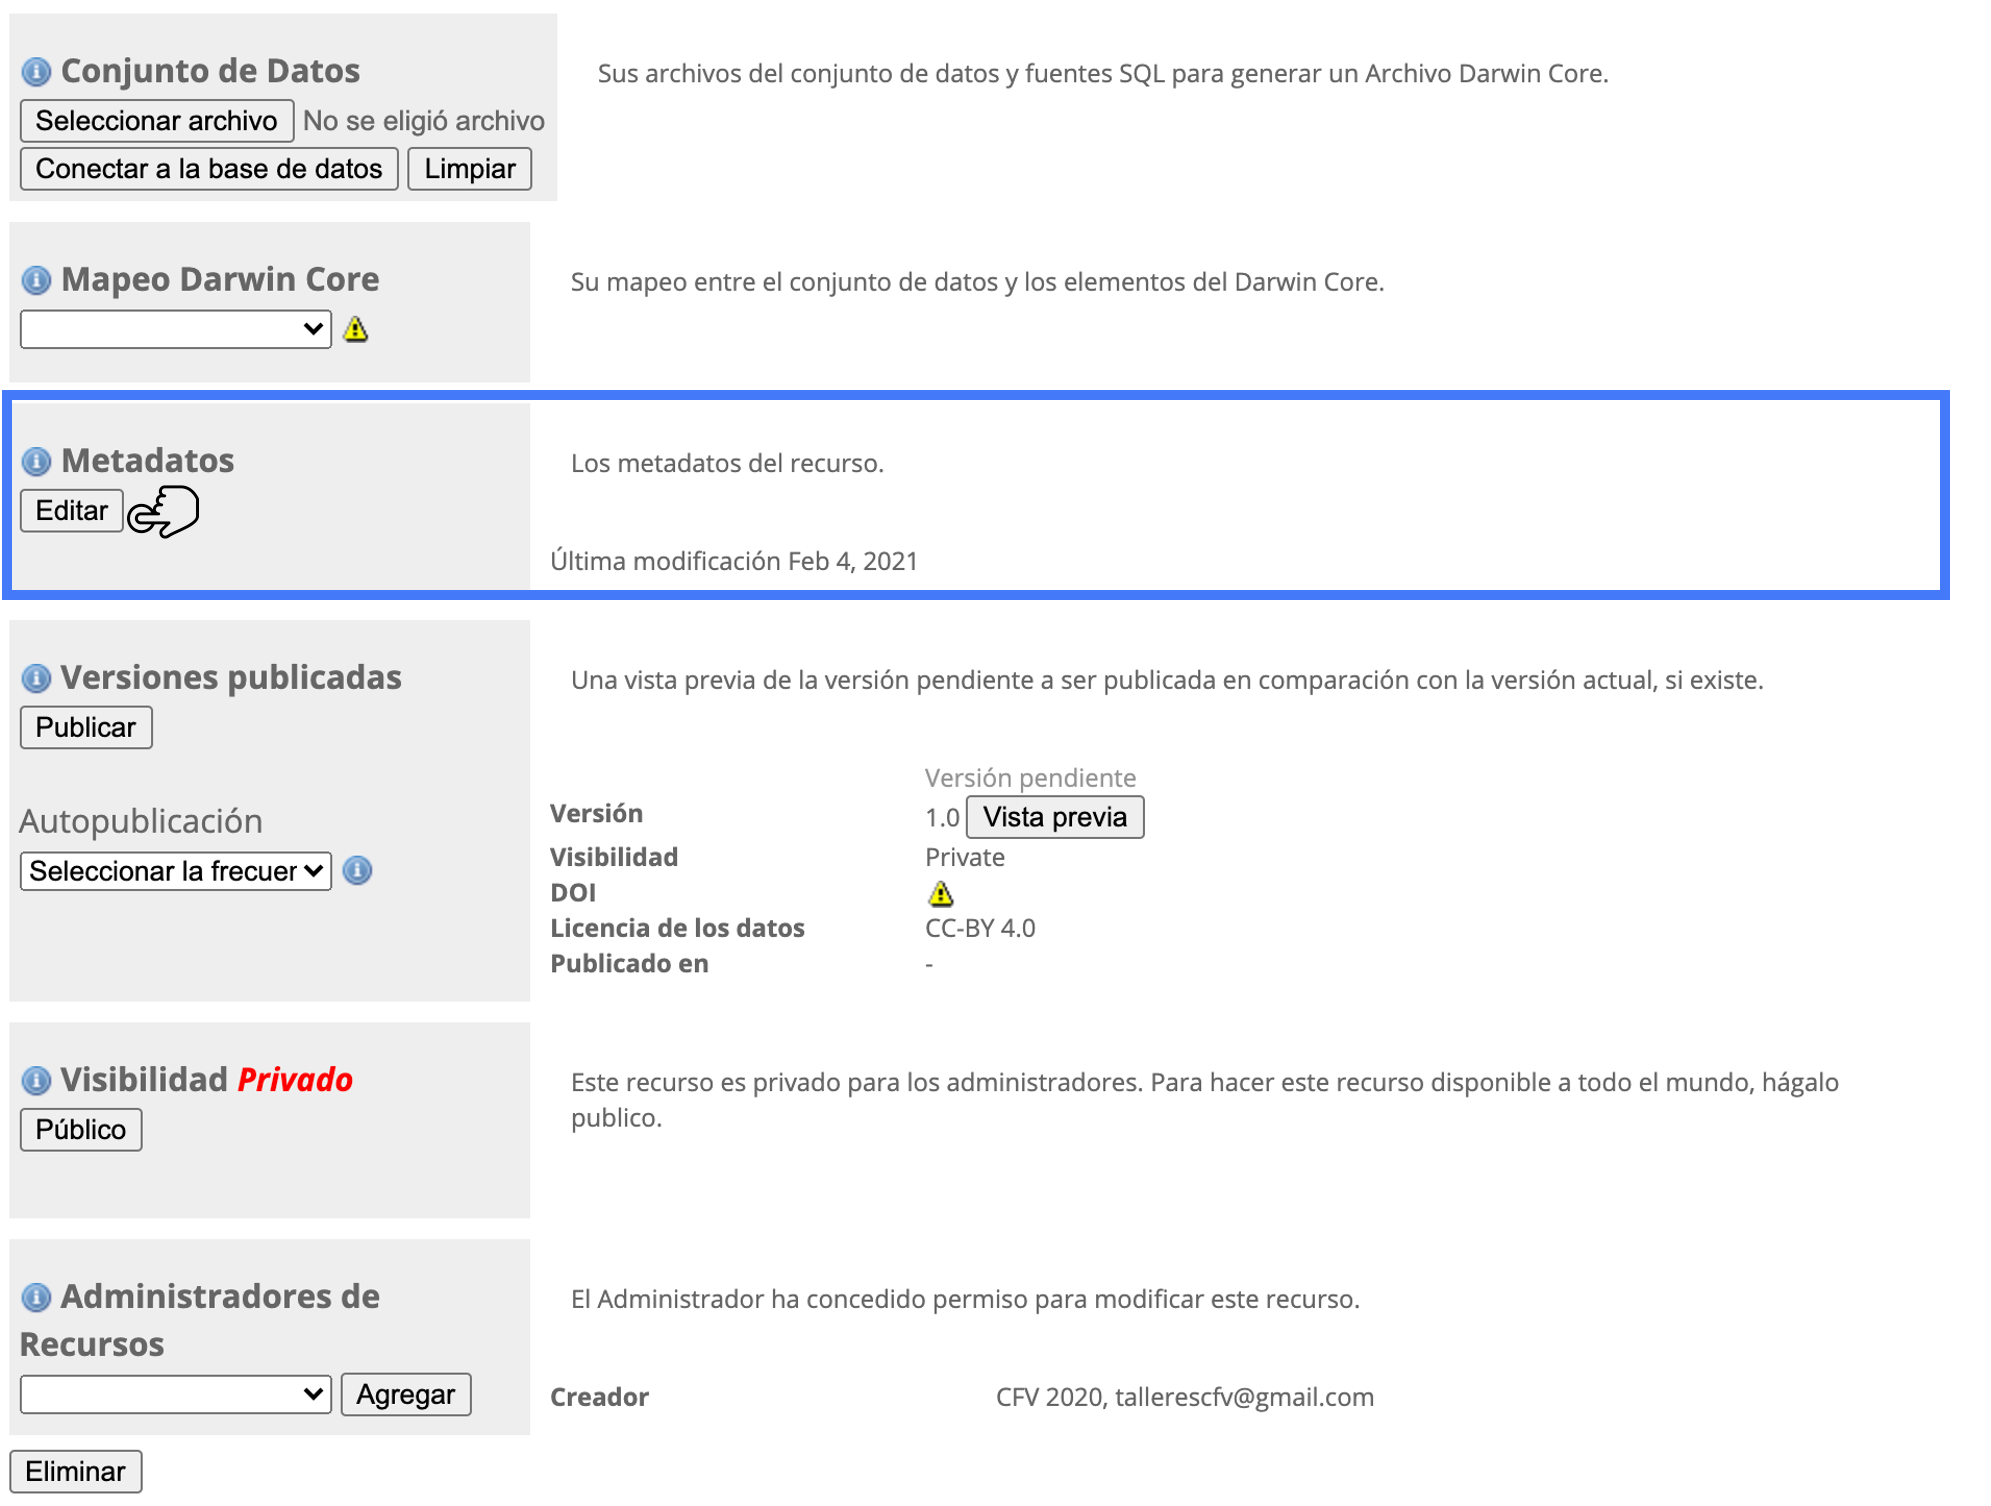 Conjunto de Datos
Sus archivos del conjunto de datos y fuentes SQL para generar un Archivo Darwin Core.
Seleccionar archivo No se eligió archivo
Conectar a la base de datos Limpiar
Mapeo Darwin Core
Su mapeo entre el conjunto de datos y los elementos del Darwin Core.
Metadatos
Los metadatos del recurso.
Editar
Última modificación Feb 4, 2021
Versiones publicadas
Una vista previa de la versión pendiente a ser publicada en comparación con la versión actual, si existe.
Publicar
Versión pendiente
Autopublicación
Versión 1.0 Vista previa
Seleccionar la frecuer
Visibilidad Private
DOI
Licencia de los datos CC-BY 4.0
Publicado en -
Visibilidad Privado
Este recurso es privado para los administradores. Para hacer este recurso disponible a todo el mundo, hágalo
publico.
Público
Administradores de
Recursos
El Administrador ha concedido permiso para modificar este recurso.
Agregar
Creador CFV 2020, tallerescfv@gmail.com
Eliminar